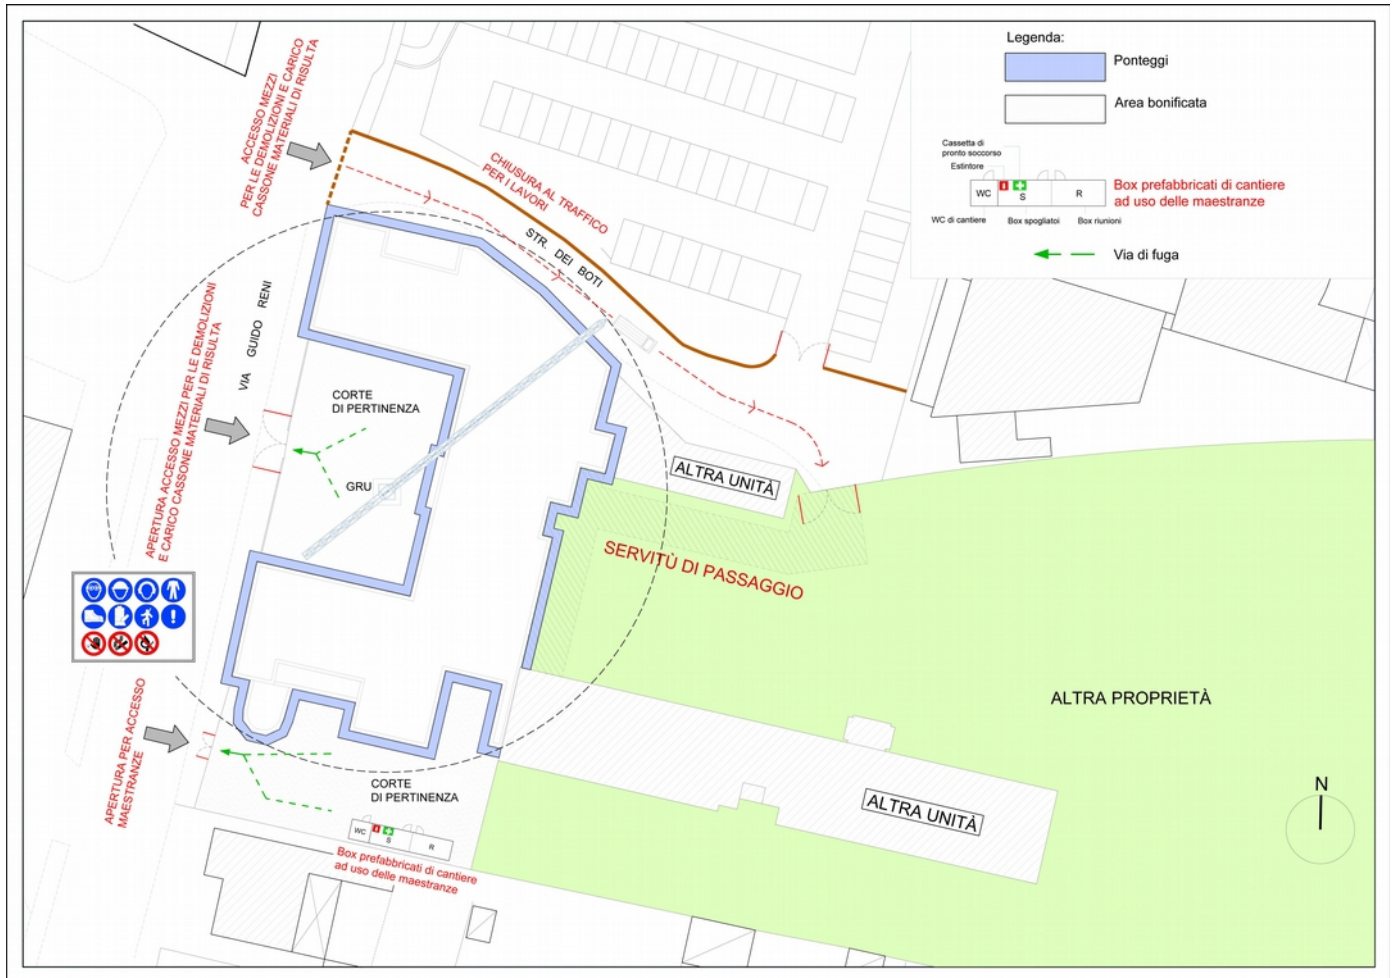 ACCESSO MEZZI
PER LE DEMOLIZIONI E CARICO
CASSONE MATERIALI DI RISULTA
CHIUSURA AL TRAFFICO
PER I LAVORI
STR. DEI BOTI
Legenda:
Ponteggi
Area bonificata
Cassetta di
pronto soccorso
Estintore
WC
S
R
WC di cantiere
Box spogliatoi
Box riunioni
Box prefabbricati di cantiere
ad uso delle maestranze
Via di fuga
VIA GUIDO RENI
APERTURA ACCESSO MEZZI PER LE DEMOLIZIONI
E CARICO CASSONE MATERIALI DI RISULTA
CORTE
DI PERTINENZA
GRU
ALTRA UNITÀ
SERVITÙ DI PASSAGGIO
ALTRA PROPRIETÀ
APERTURA PER ACCESSO
MAESTRANZE
CORTE
DI PERTINENZA
ALTRA UNITÀ
N
WC
S
R
Box prefabbricati di cantiere
ad uso delle maestranze